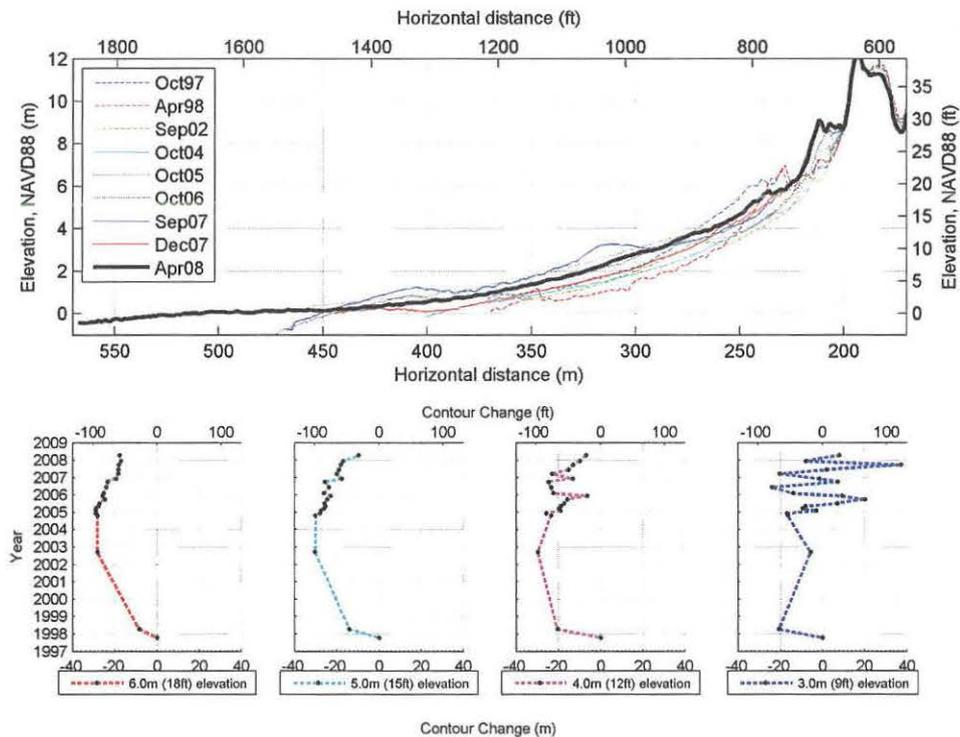 Horizontal distance (ft)
1800 1600 1400 1200 1000 800 600
12
10
8
6
4
2
0
Elevation, NAVD88 (m)
Oct97
Apr98
Sep02
Oct04
Oct05
Oct06
Sep07
Dec07
Apr08
35
30
25
20
15
10
5
0
Elevation, NAVD88 (ft)
550 500 450 400 350 300 250 200
Horizontal distance (m)
Contour Change (ft)
-100 0 100 -100 0 100 -100 0 100 -100 0 100
2009
2008
2007
2006
2005
2004
2003
2002
2001
2000
1999
1998
1997
Year
-40 -20 0 20 40 -40 -20 0 20 40 -40 -20 0 20 40 -40 -20 0 20 40
6.0m (18ft) elevation 5.0m (15ft) elevation 4.0m (12ft) elevation 3.0m (9ft) elevation
Contour Change (m)